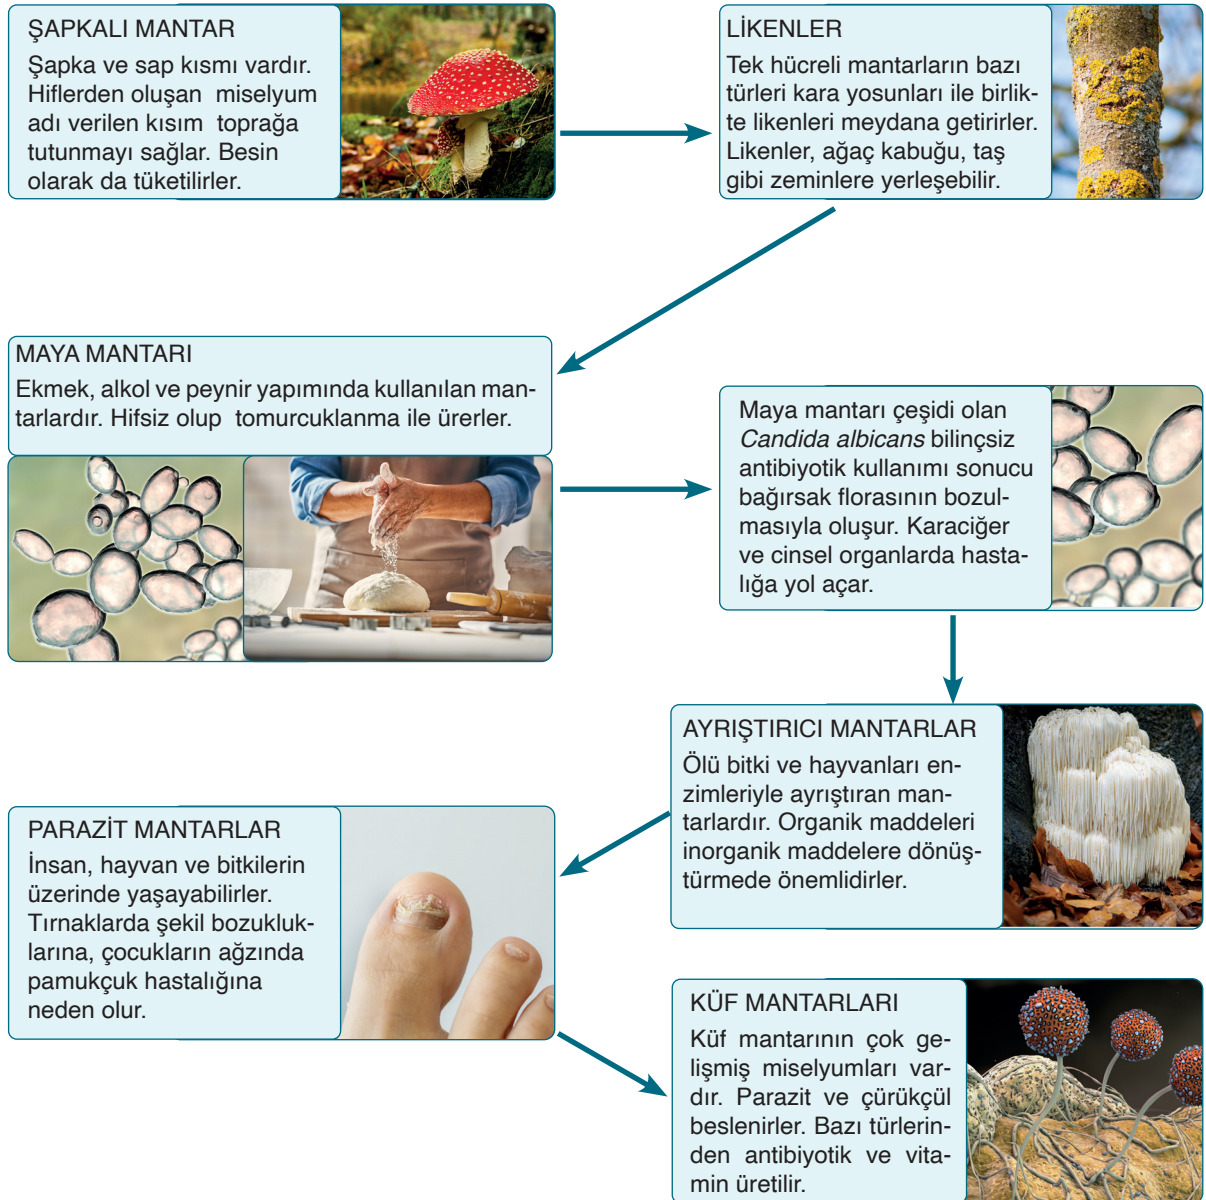 ŞAPKALI MANTAR
Şapka ve sap kısmı vardır.
Hiflerden oluşan miselyum
adı verilen kısım toprağa
tutunmayı sağlar. Besin
olarak da tüketilirler.
LİKENLER
Tek hücreli mantarların bazı
türleri kara yosunları ile birlik-
te likenleri meydana getirirler.
Likenler, ağaç kabuğu, taş
gibi zeminlere yerleşebilir.
MAYA MANTARI
Ekmek, alkol ve peynir yapımında kullanılan man-
tarlardır. Hifsiz olup tomurcuklanma ile ürerler.
Maya mantarı çeşidi olan
Candida albicans bilinçsiz
antibiyotik kullanımı sonucu
bağırsak florasının bozul-
masıyla oluşur. Karaciğer
ve cinsel organlarda hasta-
lığa yol açar.
AYRIŞTIRICI MANTARLAR
Ölü bitki ve hayvanları en-
zimleriyle ayrıştıran man-
tarlardır. Organik maddeleri
inorganik maddelere dönüş-
türmede önemlidirler.
PARAZİT MANTARLAR
İnsan, hayvan ve bitkilerin
üzerinde yaşayabilirler.
Tırnaklarda şekil bozukluk-
larına, çocukların ağzında
pamukçuk hastalığına
neden olur.
KÜF MANTARLARI
Küf mantarının çok ge-
lişmiş miselyumları var-
dır. Parazit ve çürükçül
beslenirler. Bazı türlerin-
den antibiyotik ve vita-
min üretilir.